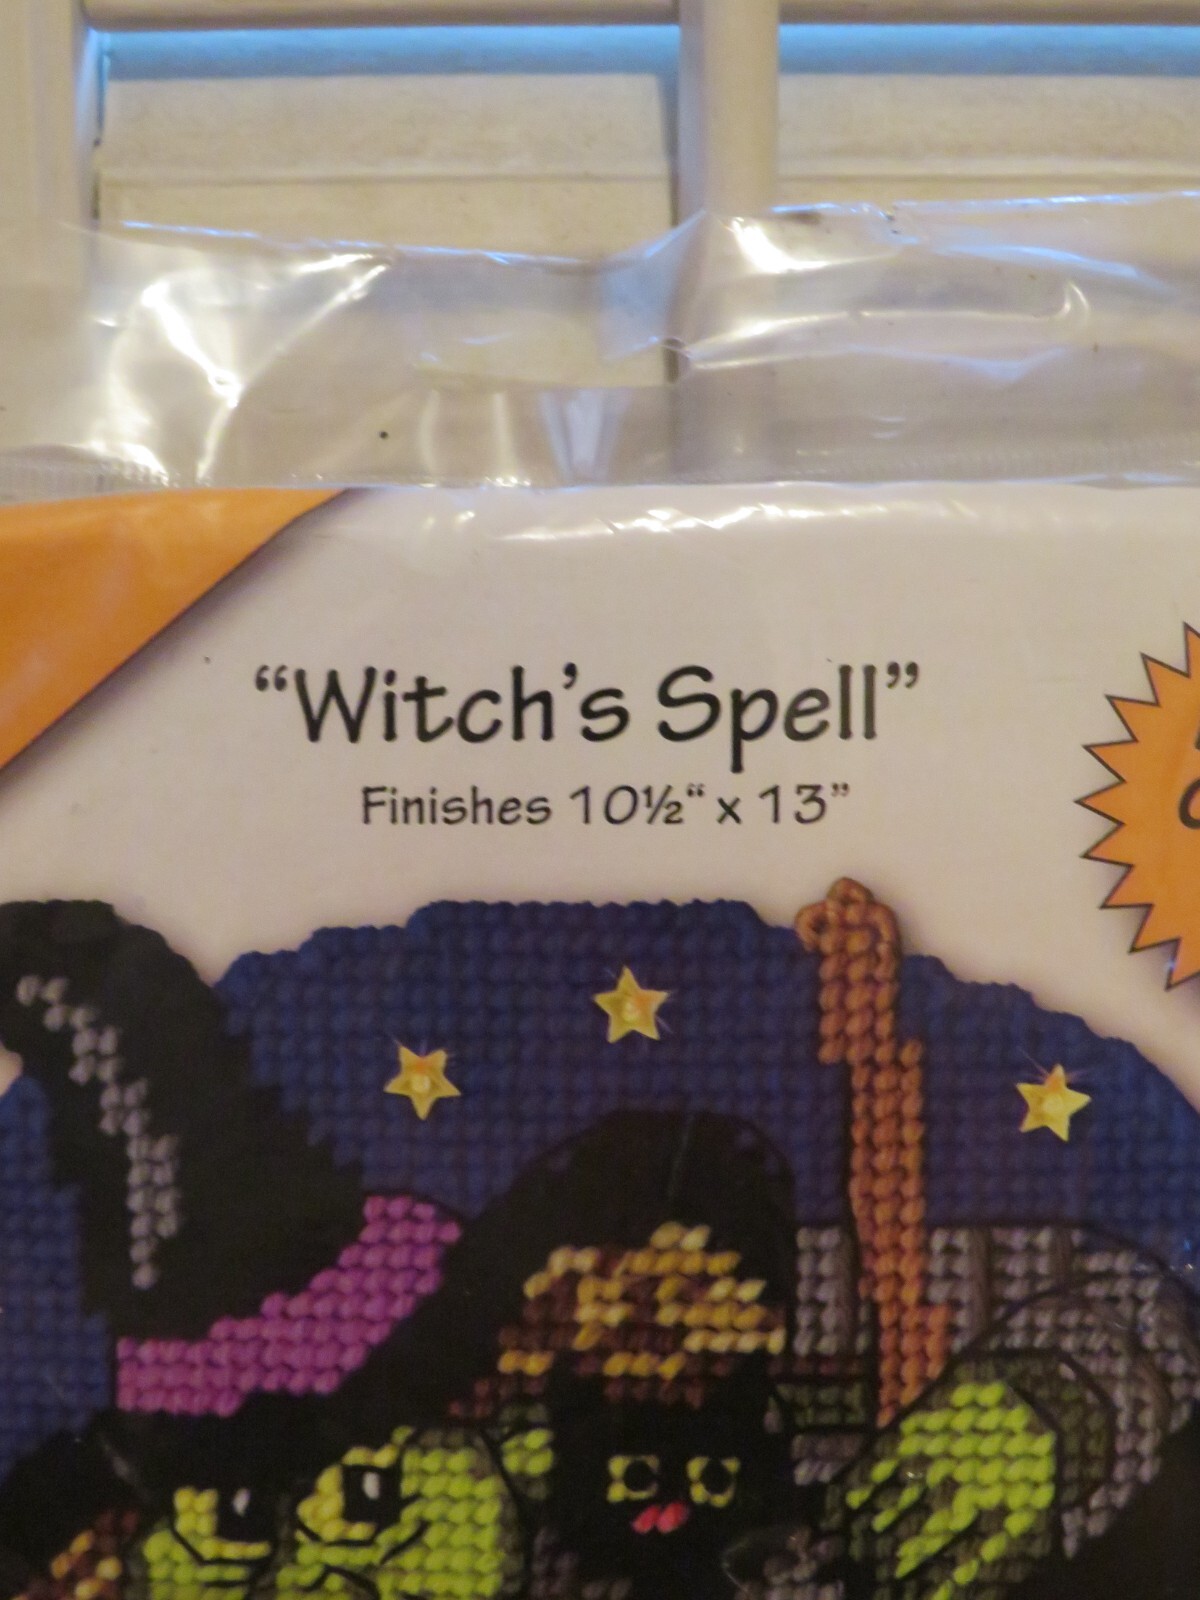 “Witch’s Spell”
Finishes 10½“ x 13”